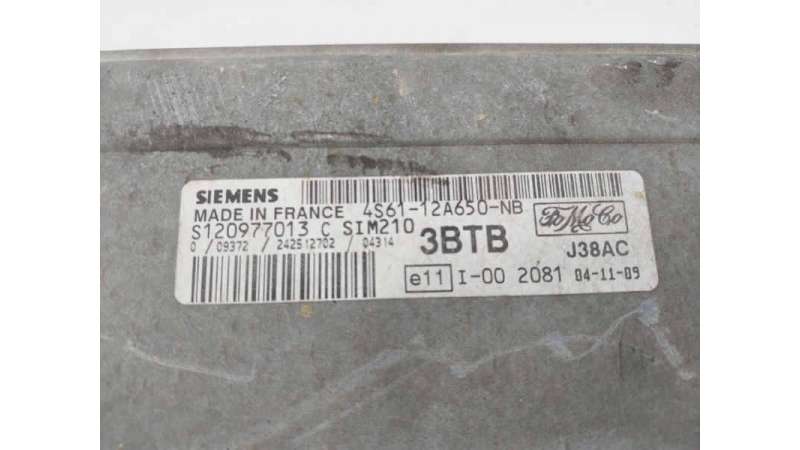 SIEMENS
MADE IN FRANCE 4S61-12A650-NB
S120977013 C SIM210
0 / 09372 / 242512702 / 04314
3BTB
FoMoCo
J38AC
e11 I-00 2081 04-11-09